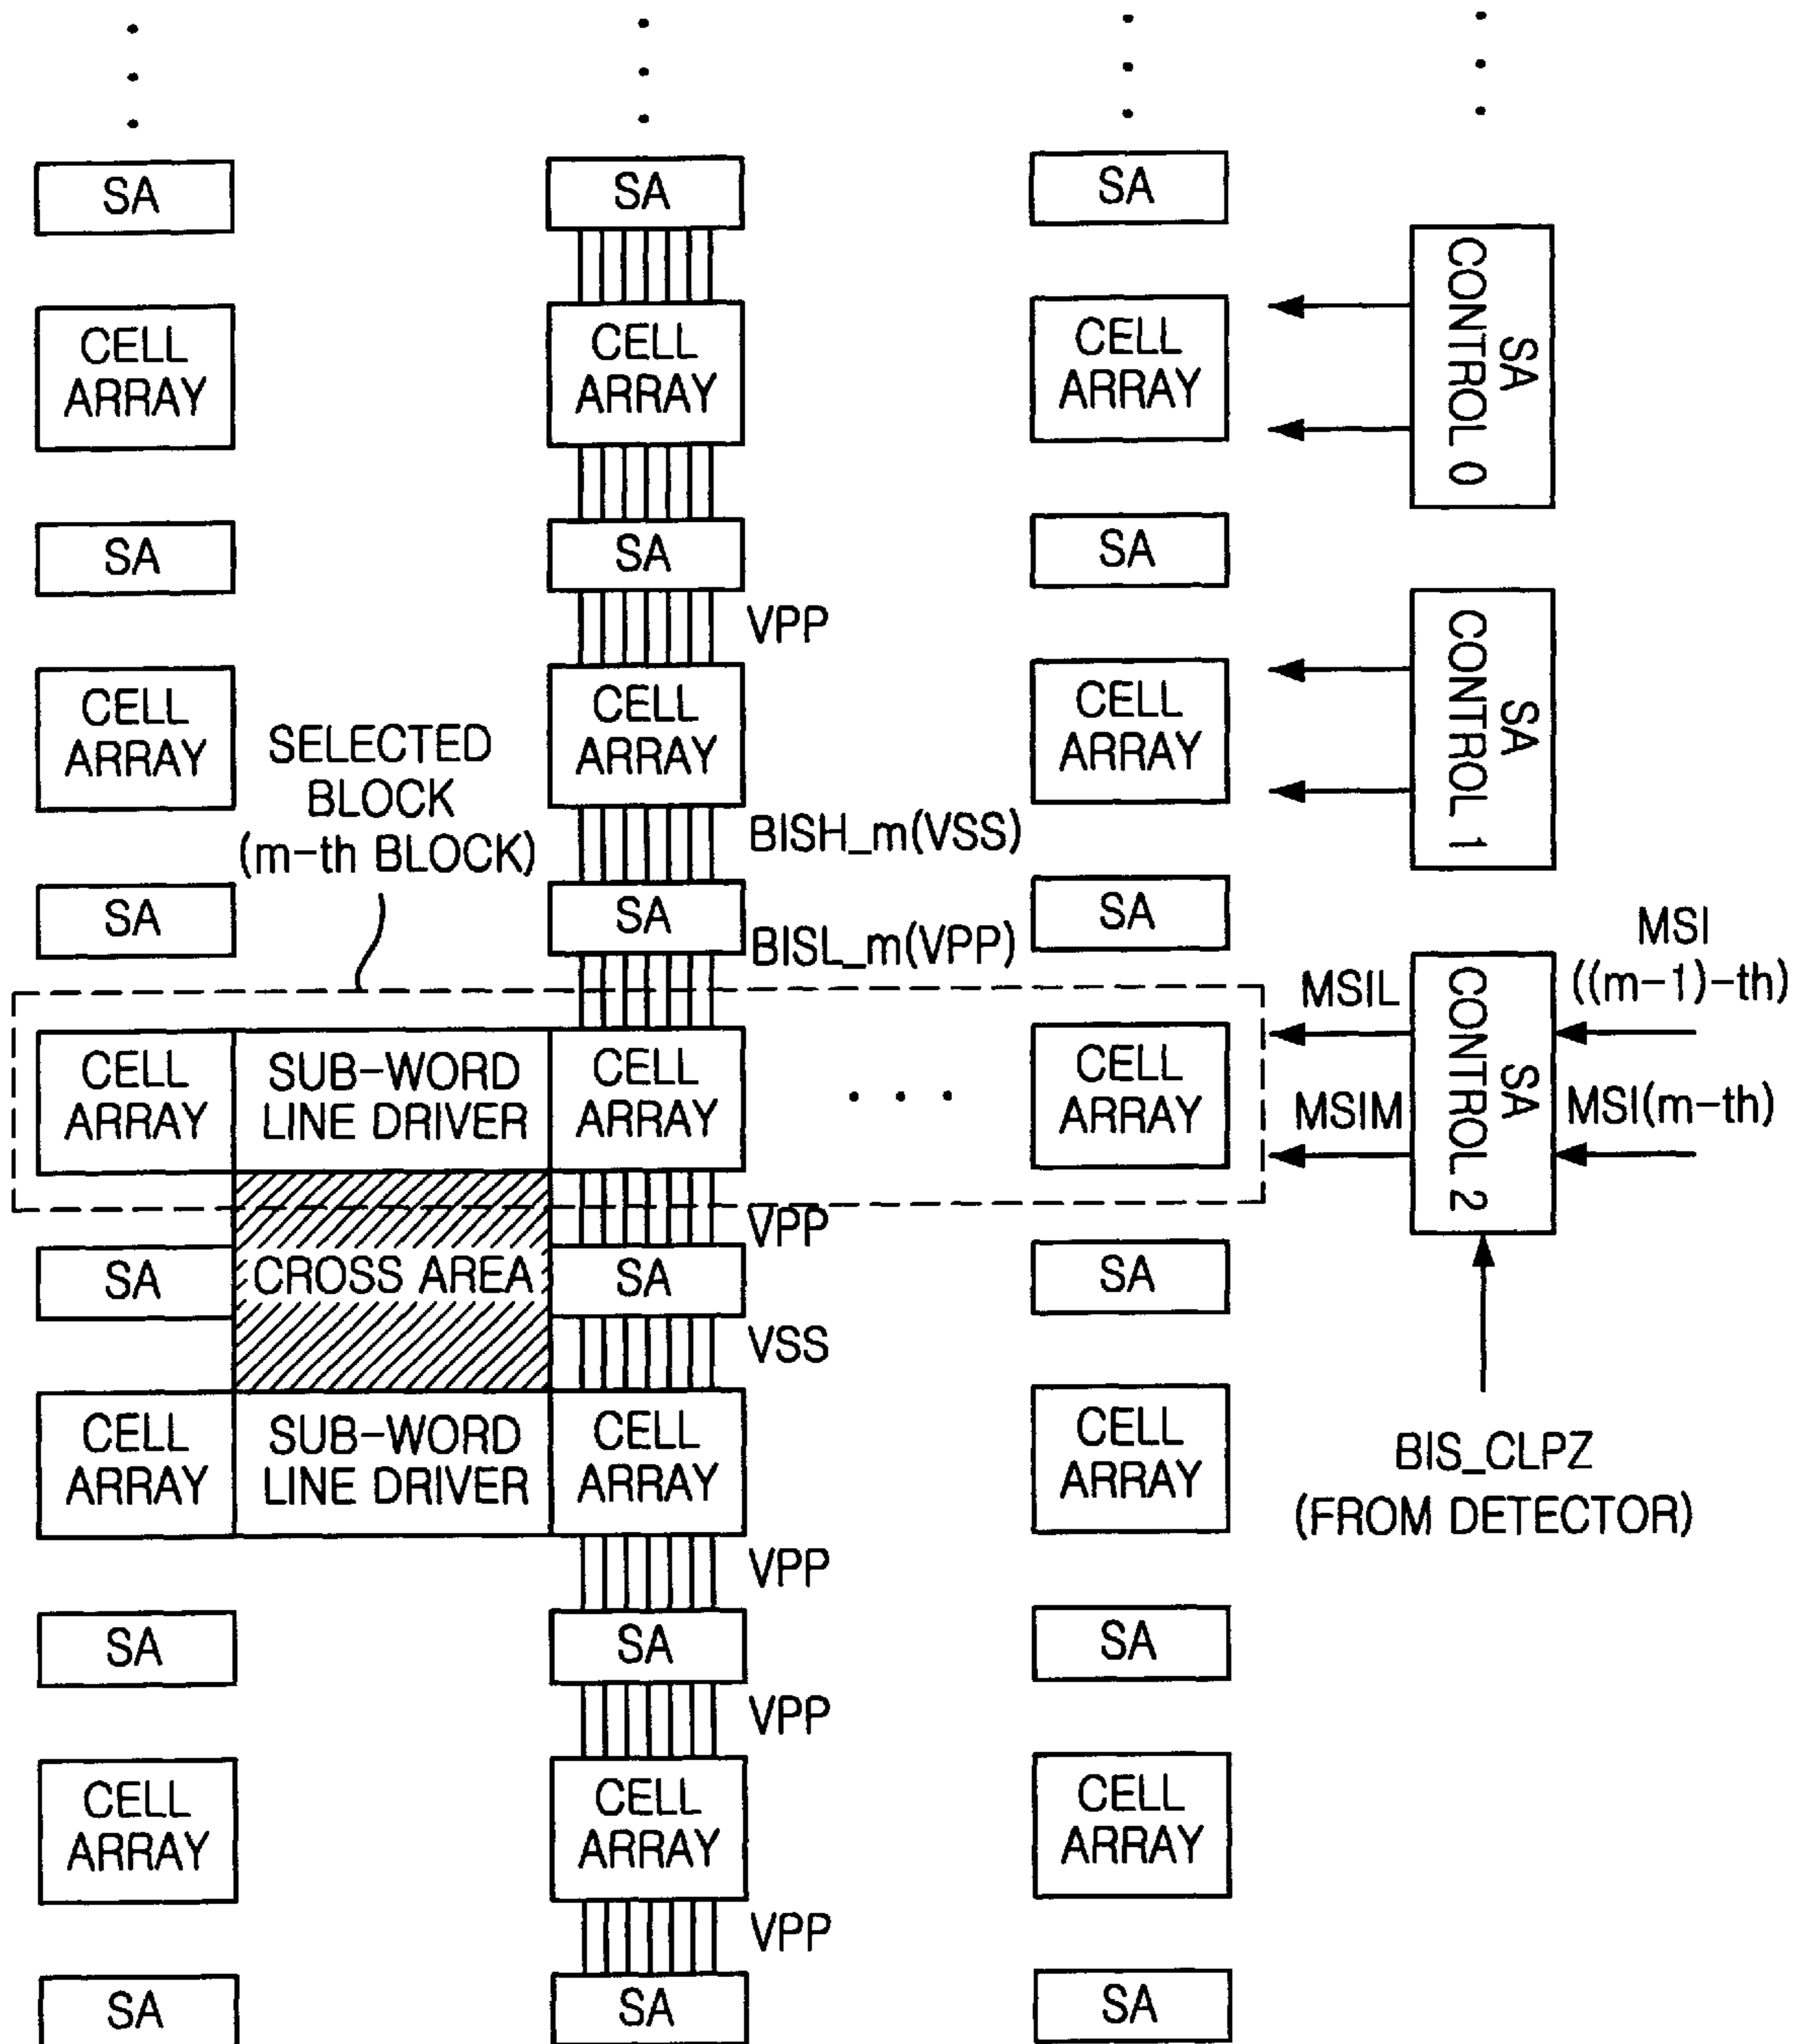 SA
SA
SA
CELL
ARRAY
CELL
ARRAY
CELL
ARRAY
SA
CONTROL 0
SA
SA
SA
VPP
CELL
ARRAY
CELL
ARRAY
CELL
ARRAY
SA
CONTROL 1
SELECTED
BLOCK
(m-th BLOCK)
BISH_m(VSS)
SA
SA
SA
BISL_m(VPP)
MSI
((m-1)-th)
MSIL
SA
CONTROL 2
CELL
ARRAY
SUB-WORD
LINE DRIVER
CELL
ARRAY
CELL
ARRAY
MSIM
MSI(m-th)
VPP
SA
CROSS AREA
SA
SA
VSS
CELL
ARRAY
SUB-WORD
LINE DRIVER
CELL
ARRAY
CELL
ARRAY
BIS_CLPZ
(FROM DETECTOR)
VPP
SA
SA
SA
VPP
CELL
ARRAY
CELL
ARRAY
CELL
ARRAY
VPP
SA
SA
SA